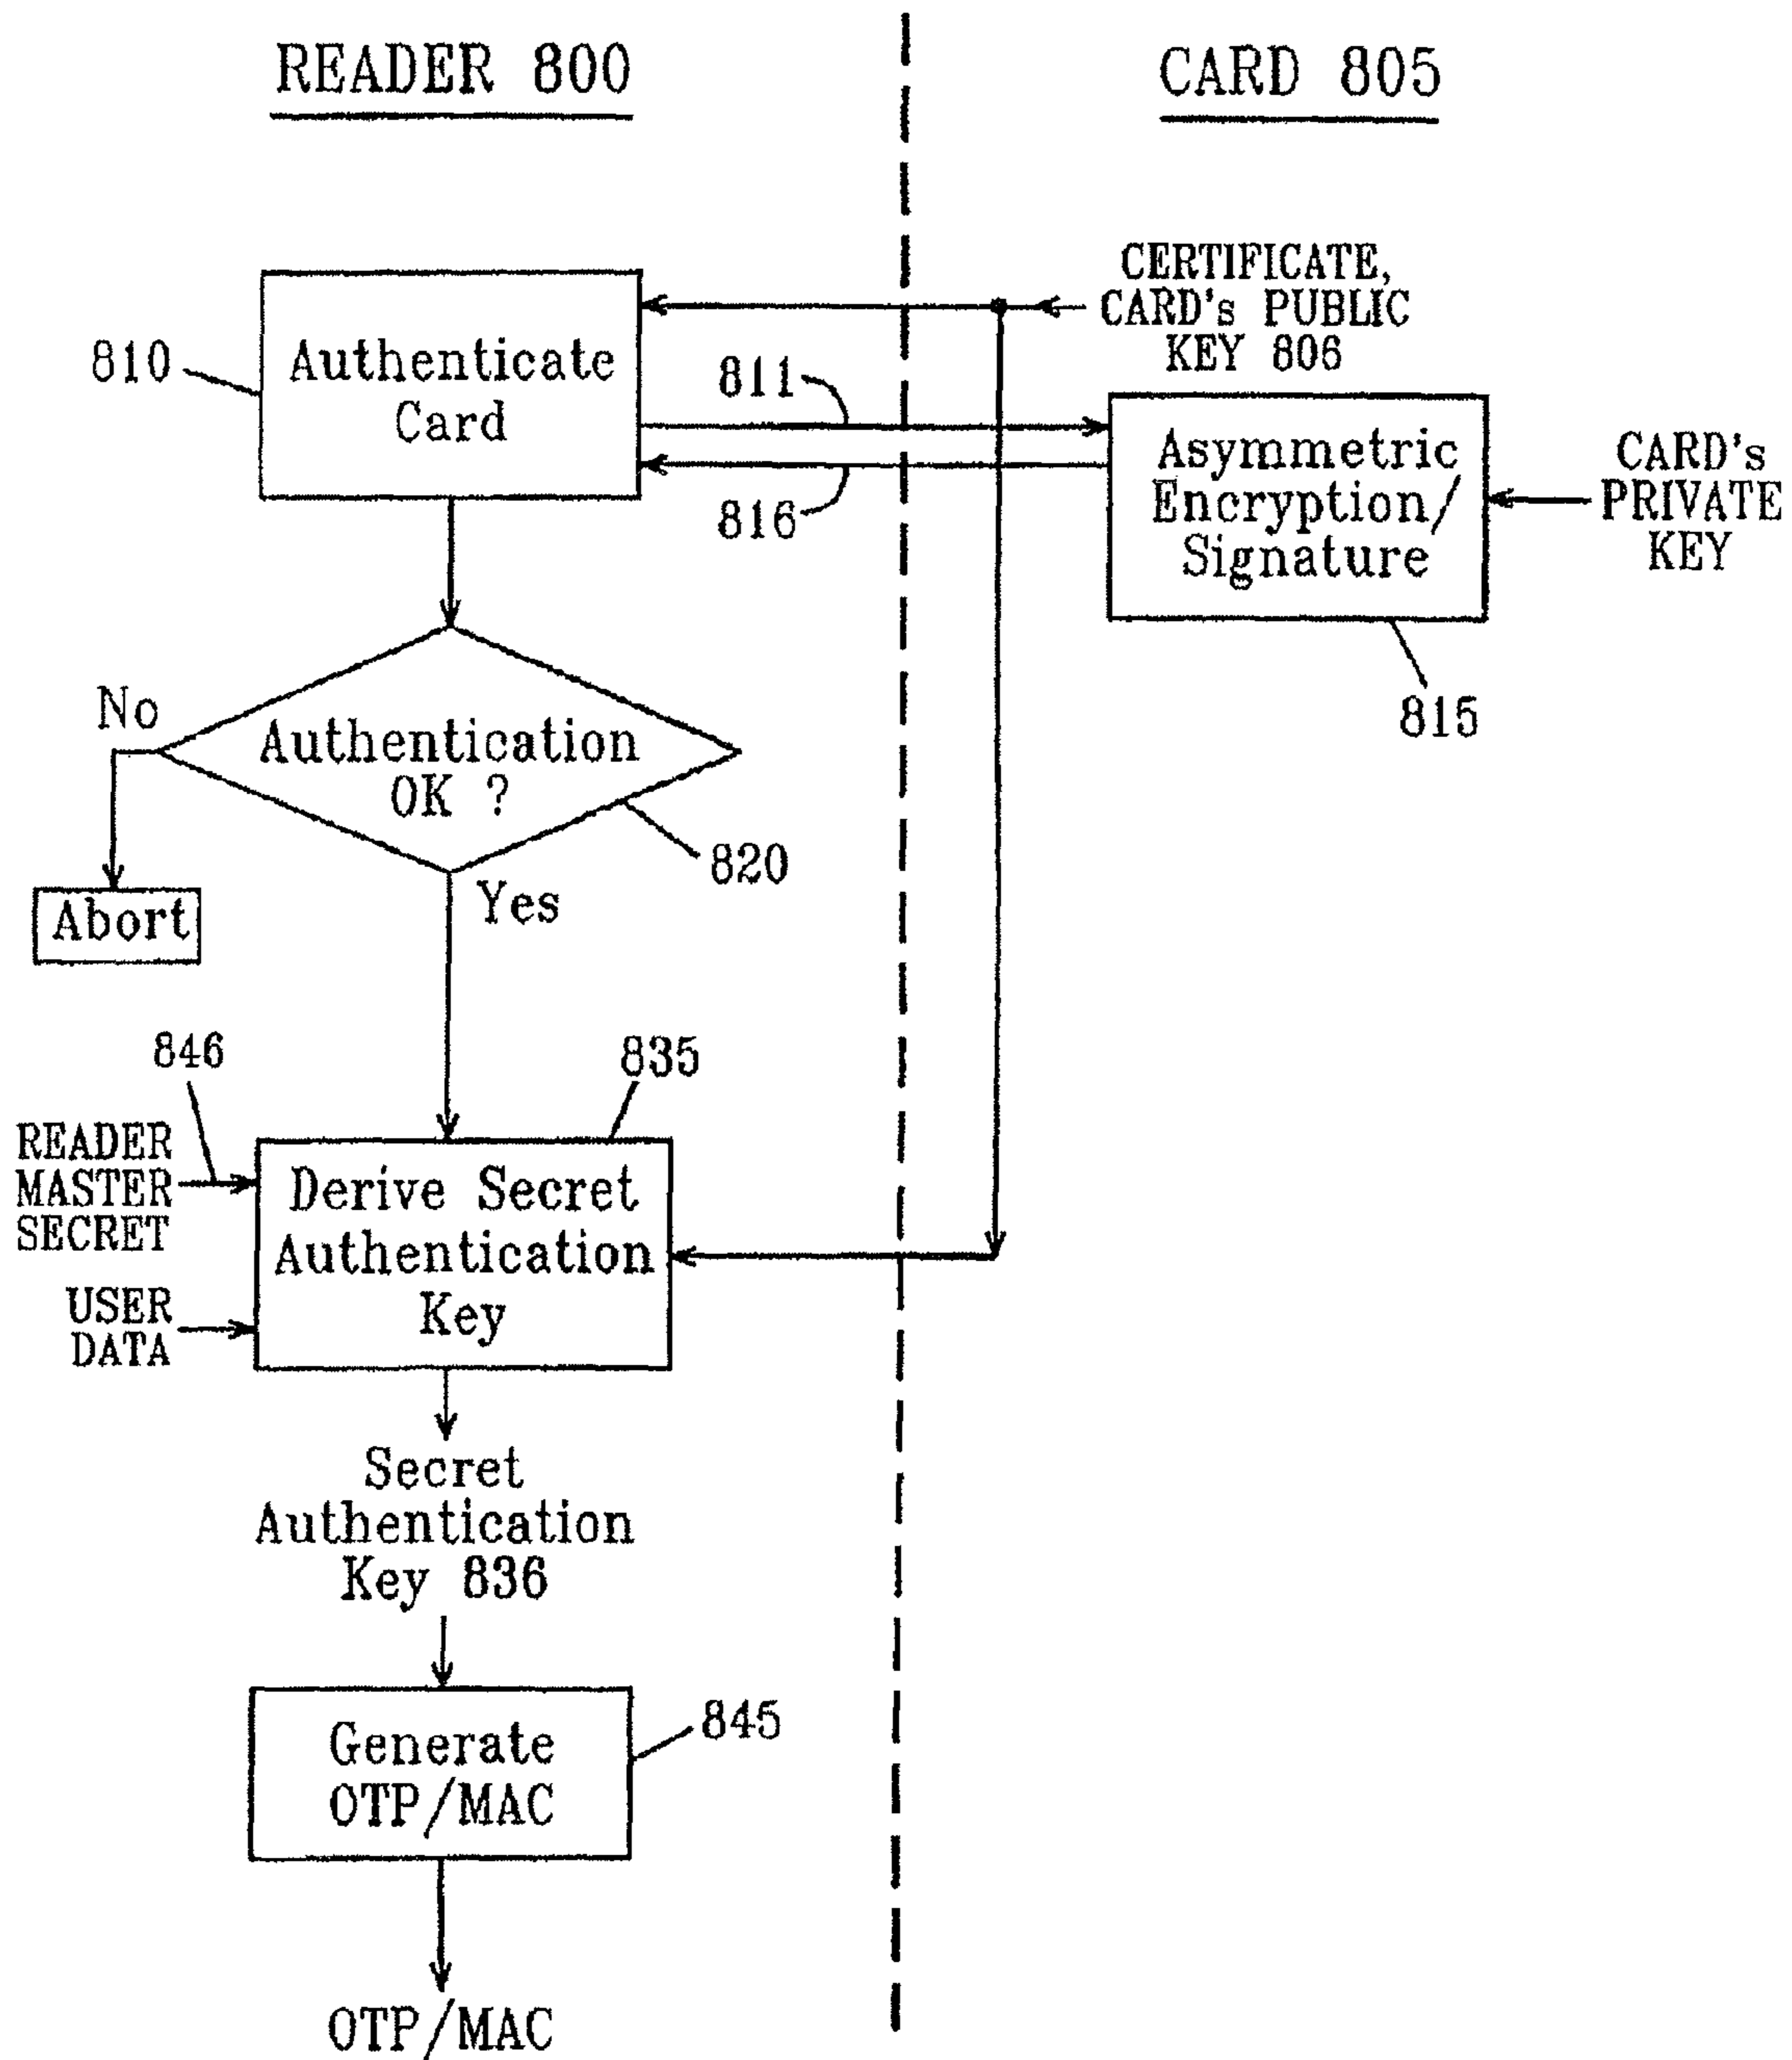 READER 800
CARD 805
CERTIFICATE,
CARD's PUBLIC
KEY 806
810
Authenticate
Card
811
816
Asymmetric
Encryption/
Signature
CARD's
PRIVATE
KEY
815
No
Authentication
OK ?
820
Abort
Yes
846
835
READER
MASTER
SECRET
Derive Secret
Authentication
Key
USER
DATA
Secret
Authentication
Key 836
Generate
OTP/MAC
845
OTP/MAC